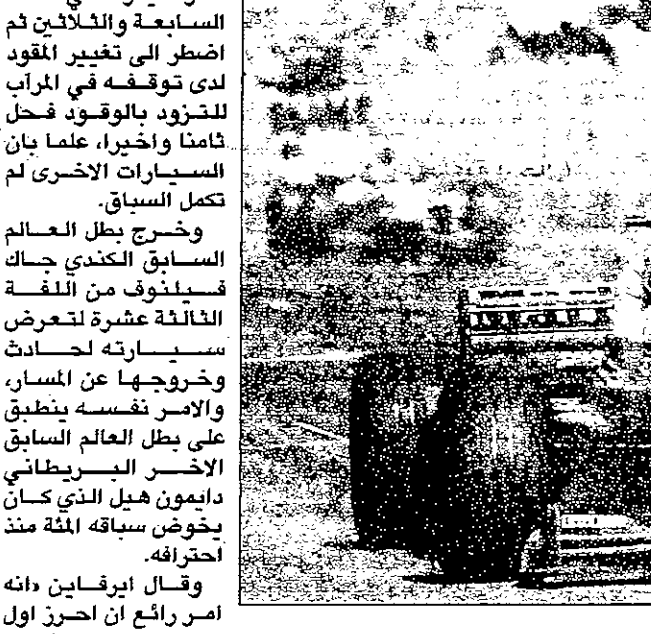 السابعة والثلاثين ثم
اضطر الى تغيير المقود
لدى توقفه في المرآب
للتزود بالوقود فحل
ثامنا واخيرا، علما بان
السيارات الاخرى لم
تكمل السباق.
وخرج بطل العالم
السابق الكندي جاك
فيلنوف من اللفة
الثالثة عشرة لتعرض
سيارته لحادث
وخروجها عن المسار،
والامر نفسه ينطبق
على بطل العالم السابق
الاخر البريطاني
دايمون هيل الذي كان
يخوض سباقه المئة منذ
احترافه.
وقال ايرفاين «انه
امر رائع ان احرز اول